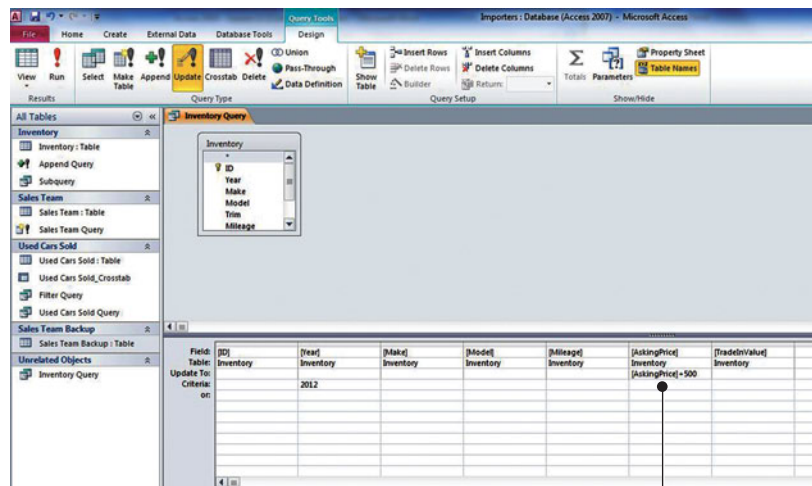 Query Tools
Importers : Database (Access 2007) - Microsoft Access
File Home Create External Data Database Tools Design
View Run Select Make Table Append Update Crosstab Delete
Union
Pass-Through
Data Definition
Show Table
Insert Rows
Delete Rows
Builder
Insert Columns
Delete Columns
Return:
Totals Parameters
Property Sheet
Table Names
Results Query Type Query Setup Show/Hide
All Tables
Inventory
Inventory : Table
Append Query
Subquery
Sales Team
Sales Team : Table
Sales Team Query
Used Cars Sold
Used Cars Sold : Table
Used Cars Sold_Crosstab
Filter Query
Used Cars Sold Query
Sales Team Backup
Sales Team Backup : Table
Unrelated Objects
Inventory Query
Inventory Query
Inventory
*
ID
Year
Make
Model
Trim
Mileage
Field: [ID] [Year] [Make] [Model] [Mileage] [AskingPrice] [TradeInValue]
Table: Inventory Inventory Inventory Inventory Inventory Inventory Inventory
Update To: [AskingPrice]+500
Criteria: 2012
or: